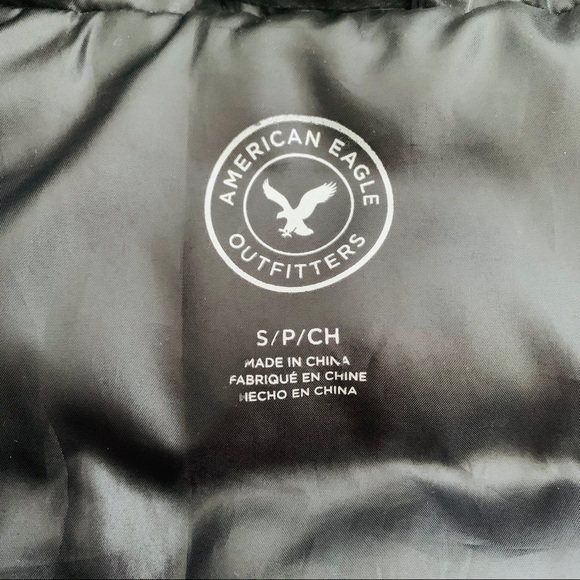 AMERICAN EAGLE
OUTFITTERS
S/P/CH
MADE IN CHINA
FABRIQUÉ EN CHINE
HECHO EN CHINA